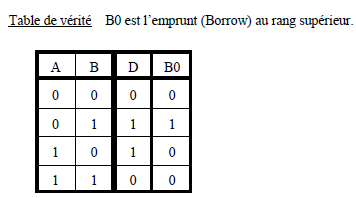 Table de vérité B0 est l'emprunt (Borrow) au rang supérieur.
A B D B0
0 0 0 0
0 1 1 1
1 0 1 0
1 1 0 0